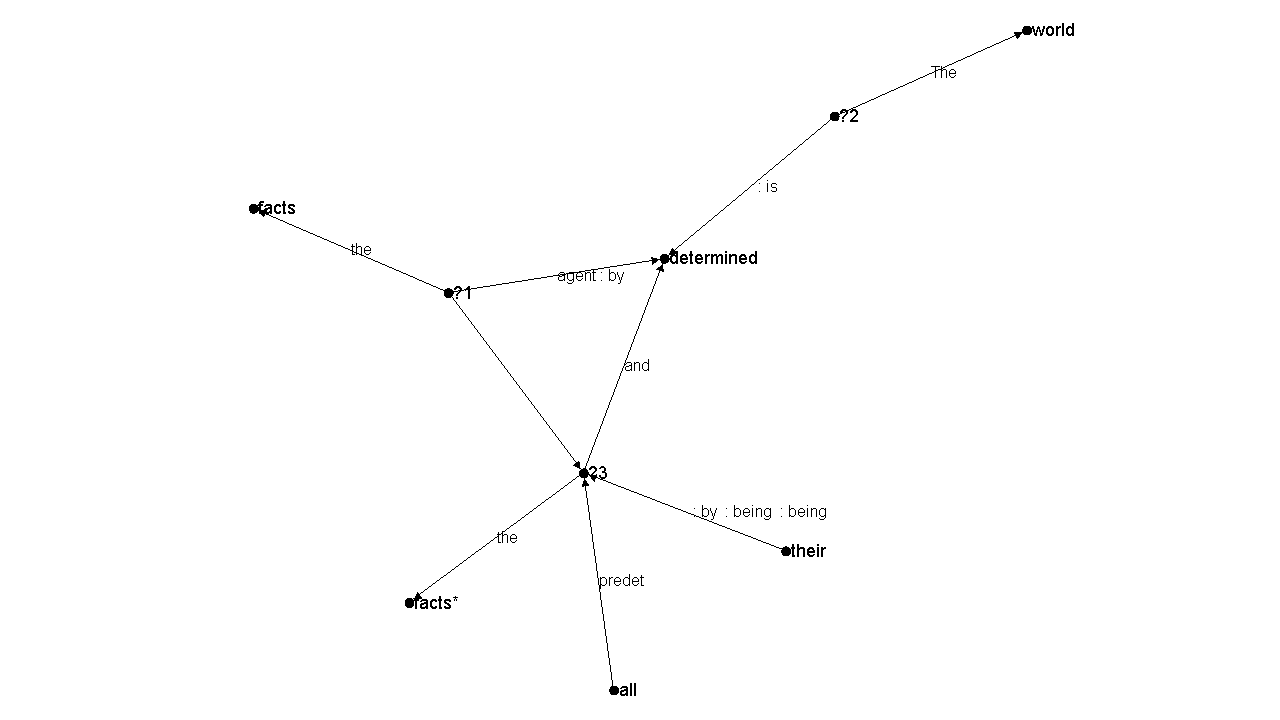 world
The
?2
: is
facts
the
determined
agent : by
?1
and
?3
: by : being : being
the
their
predet
facts*
all